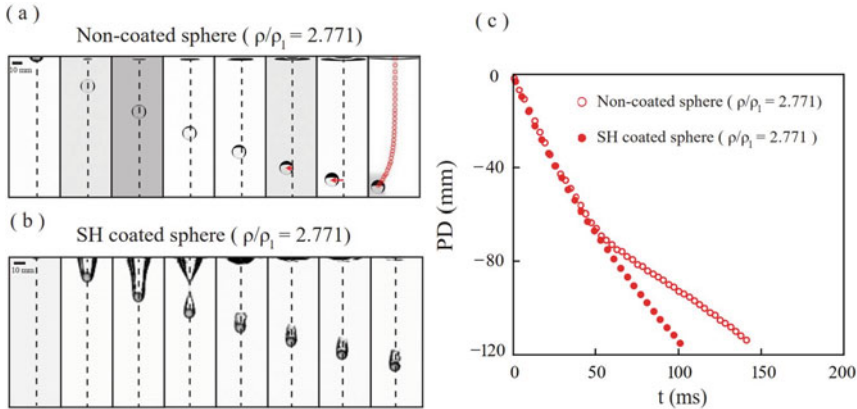 ( a )
Non-coated sphere ( ρ/ρ₁ = 2.771)
10 mm
( b )
SH coated sphere ( ρ/ρ₁ = 2.771)
10 mm
( c )
0
−40
−80
−120
PD (mm)
Non-coated sphere (ρ/ρ₁ = 2.771)
SH coated sphere (ρ/ρ₁ = 2.771 )
0 50 100 150 200
t (ms)